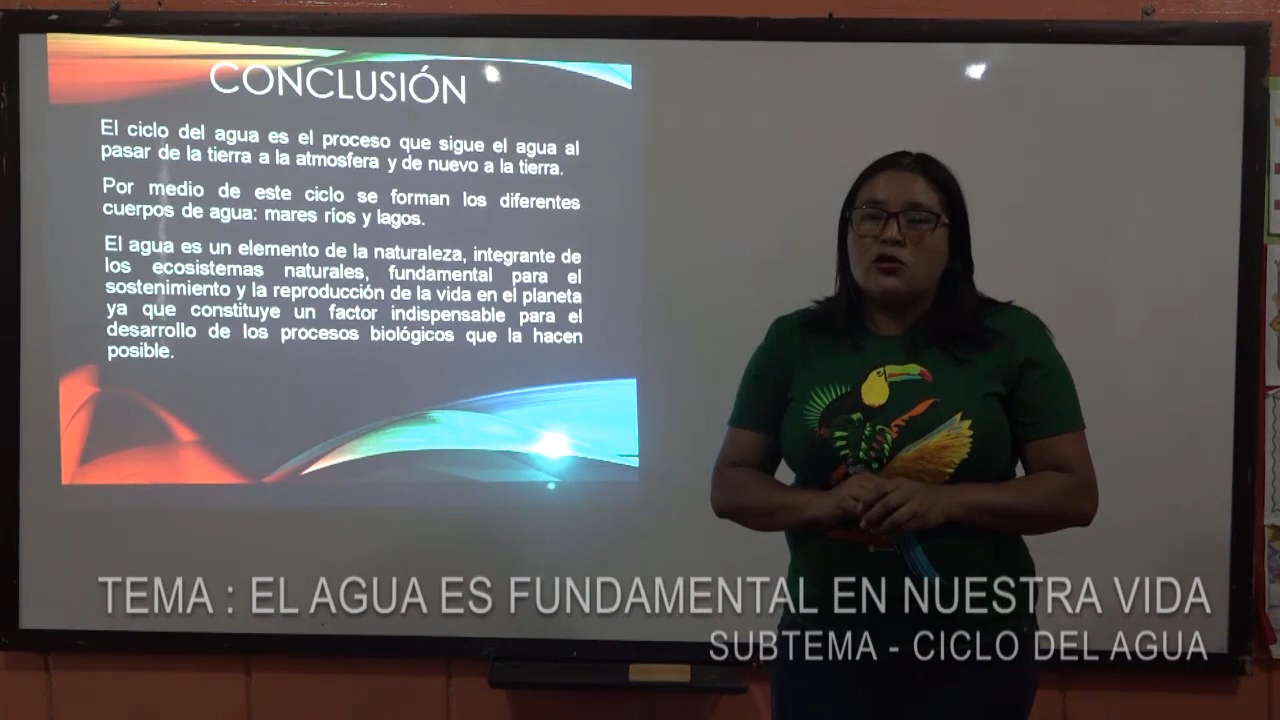 CONCLUSIÓN
El ciclo del agua es el proceso que sigue el agua al
pasar de la tierra a la atmosfera y de nuevo a la tierra.
Por medio de este ciclo se forman los diferentes
cuerpos de agua: mares ríos y lagos.
El agua es un elemento de la naturaleza, integrante de
los ecosistemas naturales, fundamental para el
sostenimiento y la reproducción de la vida en el planeta
ya que constituye un factor indispensable para el
desarrollo de los procesos biológicos que la hacen
posible.
TEMA : EL AGUA ES FUNDAMENTAL EN NUESTRA VIDA
SUBTEMA - CICLO DEL AGUA